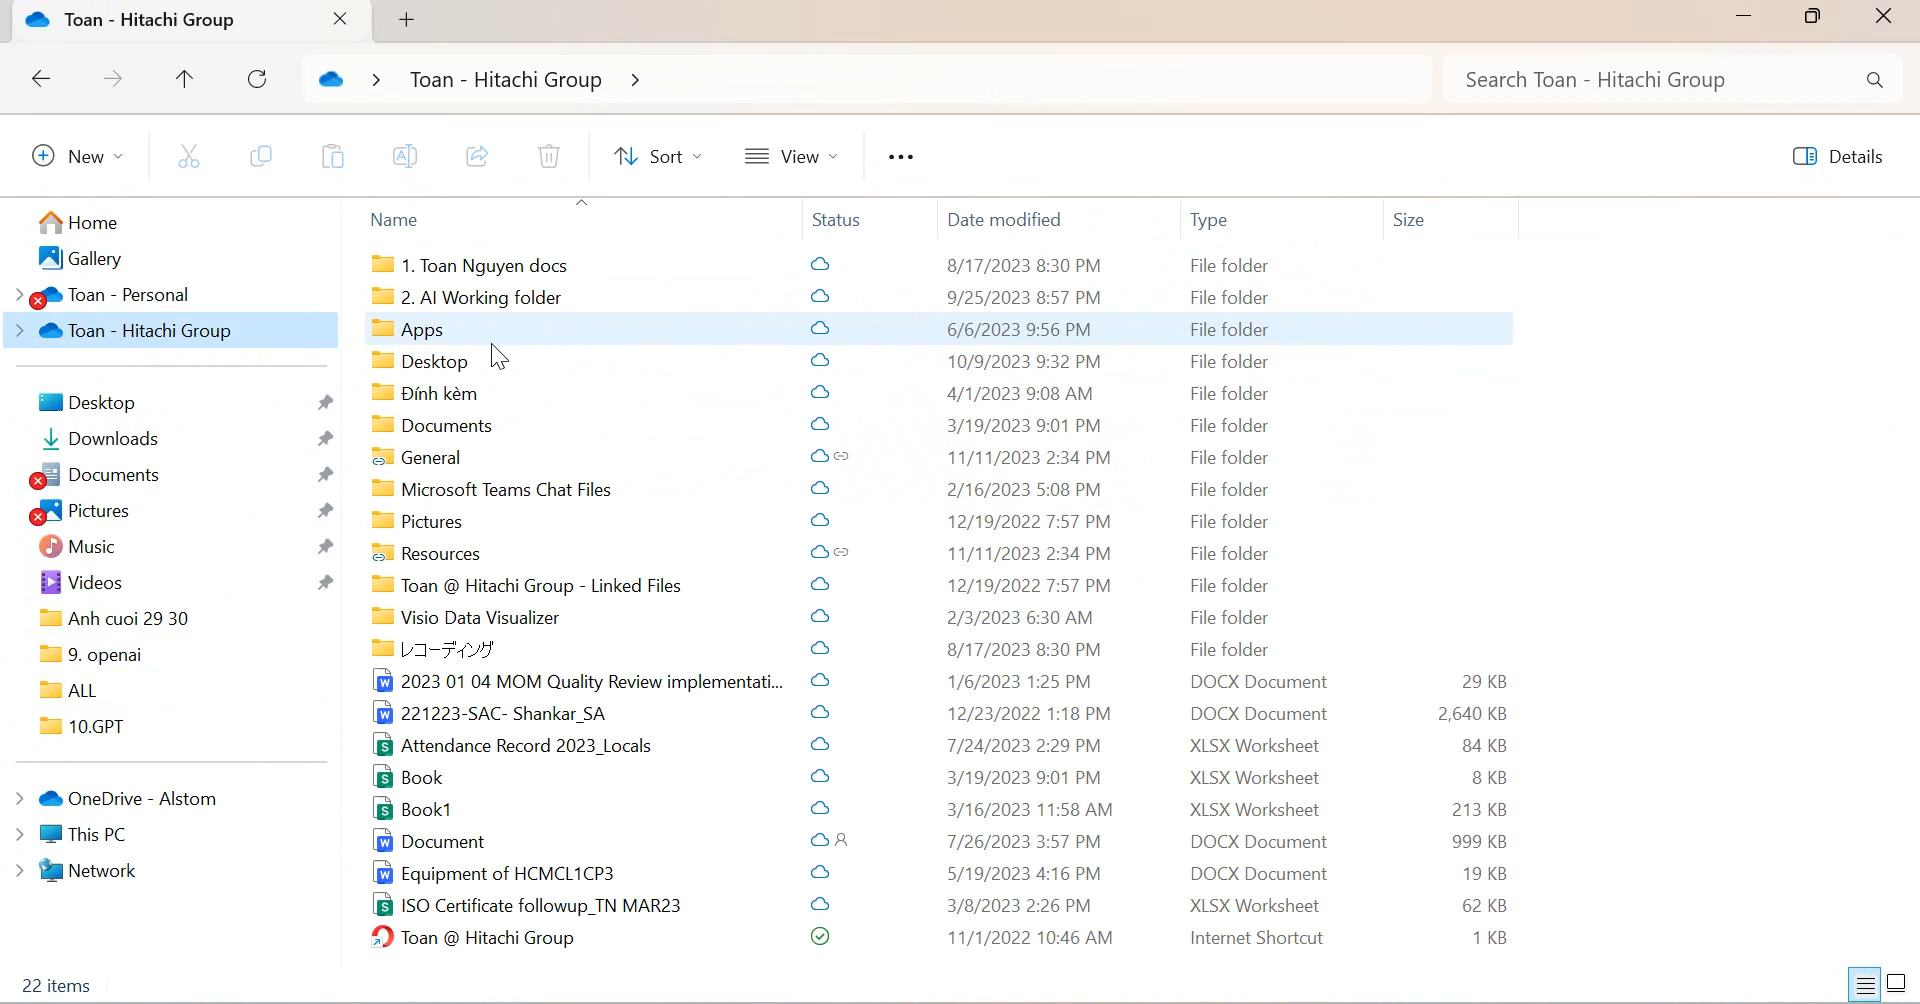 Toan - Hitachi Group
Toan - Hitachi Group
Search Toan - Hitachi Group
New
Sort
View
Details
Home
Gallery
Toan - Personal
Toan - Hitachi Group
Desktop
Downloads
Documents
Pictures
Music
Videos
Anh cuoi 29 30
9. openai
ALL
10.GPT
OneDrive - Alstom
This PC
Network
Name Status Date modified Type Size
1. Toan Nguyen docs 8/17/2023 8:30 PM File folder
2. AI Working folder 9/25/2023 8:57 PM File folder
Apps 6/6/2023 9:56 PM File folder
Desktop 10/9/2023 9:32 PM File folder
Đính kèm 4/1/2023 9:08 AM File folder
Documents 3/19/2023 9:01 PM File folder
General 11/11/2023 2:34 PM File folder
Microsoft Teams Chat Files 2/16/2023 5:08 PM File folder
Pictures 12/19/2022 7:57 PM File folder
Resources 11/11/2023 2:34 PM File folder
Toan @ Hitachi Group - Linked Files 12/19/2022 7:57 PM File folder
Visio Data Visualizer 2/3/2023 6:30 AM File folder
レコーディング 8/17/2023 8:30 PM File folder
2023 01 04 MOM Quality Review implementati... 1/6/2023 1:25 PM DOCX Document 29 KB
221223-SAC- Shankar_SA 12/23/2022 1:18 PM DOCX Document 2,640 KB
Attendance Record 2023_Locals 7/24/2023 2:29 PM XLSX Worksheet 84 KB
Book 3/19/2023 9:01 PM XLSX Worksheet 8 KB
Book1 3/16/2023 11:58 AM XLSX Worksheet 213 KB
Document 7/26/2023 3:57 PM DOCX Document 999 KB
Equipment of HCMCL1CP3 5/19/2023 4:16 PM DOCX Document 19 KB
ISO Certificate followup_TN MAR23 3/8/2023 2:26 PM XLSX Worksheet 62 KB
Toan @ Hitachi Group 11/1/2022 10:46 AM Internet Shortcut 1 KB
22 items